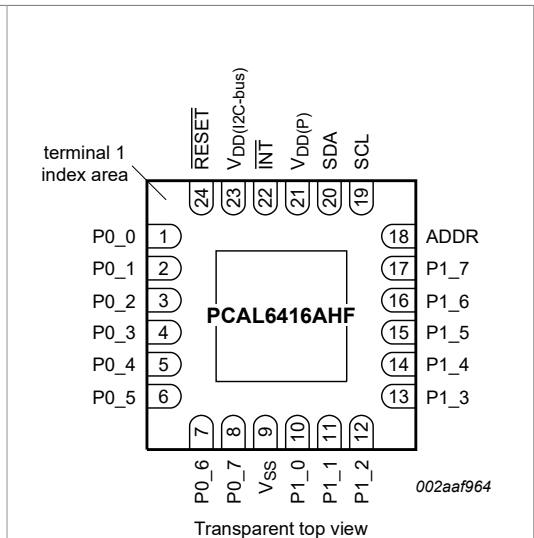 RESET
VDD(I2C-bus)
INT
VDD(P)
SDA
SCL
terminal 1
index area
24 23 22 21 20 19
P0_0 1
18 ADDR
P0_1 2
17 P1_7
P0_2 3
16 P1_6
PCAL6416AHF
P0_3 4
15 P1_5
P0_4 5
14 P1_4
P0_5 6
13 P1_3
7 8 9 10 11 12
P0_6
P0_7
VSS
P1_0
P1_1
P1_2
002aaf964
Transparent top view